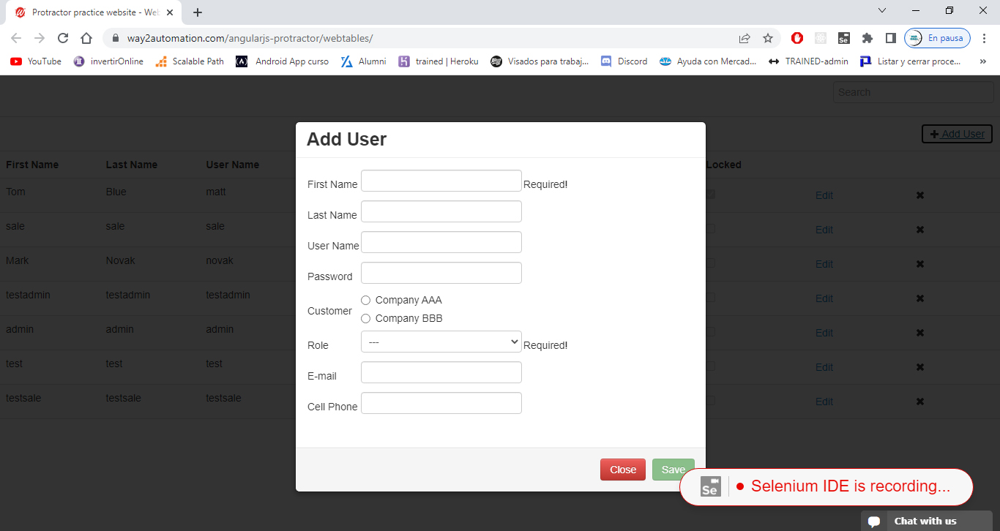 Protractor practice website - Web
way2automation.com/angularjs-protractor/webtables/
En pausa
YouTube invertirOnline Scalable Path Android App curso Alumni trained | Heroku Visados para trabaj... Discord Ayuda con Mercad... TRAINED-admin Listar y cerrar proce... »
Search
Add User
Add User
First Name Last Name User Name Locked
Tom Blue matt Edit
sale sale sale Edit
Mark Novak novak Edit
testadmin testadmin testadmin Edit
admin admin admin Edit
test test test Edit
testsale testsale testsale Edit
First Name Required!
Last Name
User Name
Password
Customer
Company AAA
Company BBB
Role --- Required!
E-mail
Cell Phone
Close Save
Se Selenium IDE is recording...
Chat with us